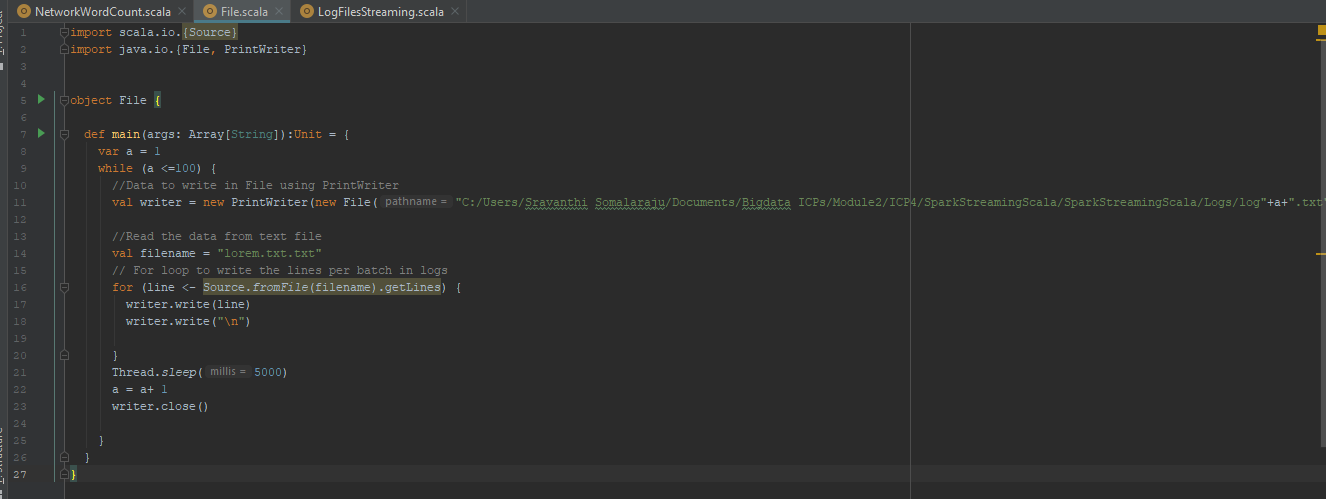 NetworkWordCount.scala × File.scala × LogFilesStreaming.scala ×
1 import scala.io.{Source}
2 import java.io.{File, PrintWriter}
3
4
5 object File {
6
7 def main(args: Array[String]):Unit = {
8 var a = 1
9 while (a <=100) {
10 //Data to write in File using PrintWriter
11 val writer = new PrintWriter(new File( pathname = "C:/Users/Sravanthi Somalaraju/Documents/Bigdata ICPs/Module2/ICP4/SparkStreamingScala/SparkStreamingScala/Logs/log"+a+".txt"
12
13 //Read the data from text file
14 val filename = "lorem.txt.txt"
15 // For loop to write the lines per batch in logs
16 for (line <- Source.fromFile(filename).getLines) {
17 writer.write(line)
18 writer.write("\n")
19
20 }
21 Thread.sleep( millis = 5000)
22 a = a+ 1
23 writer.close()
24
25 }
26 }
27 }